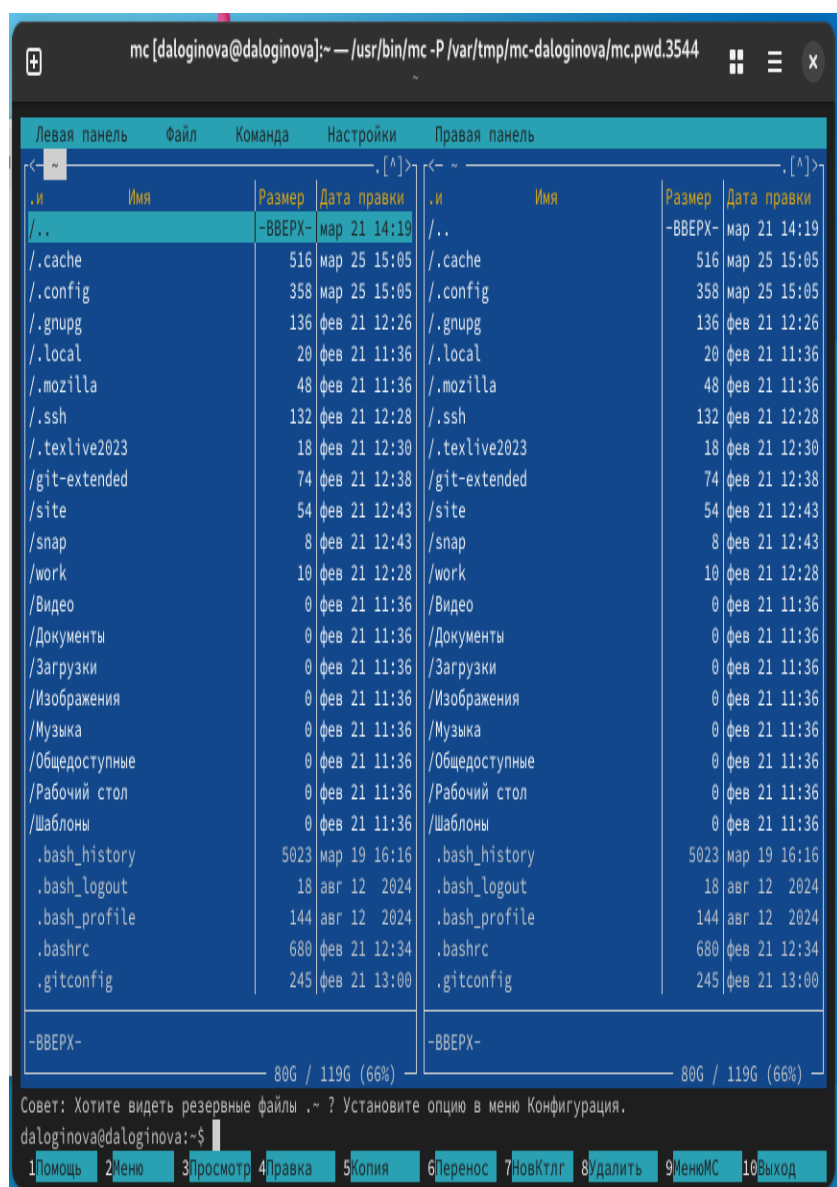 mc [daloginova@daloginova]:~ — /usr/bin/mc -P /var/tmp/mc-daloginova/mc.pwd.3544
~
Левая панель Файл Команда Настройки Правая панель
<- ~ .[^]> <- ~ .[^]>
.и Имя Размер Дата правки .и Имя Размер Дата правки
/.. -ВВЕРХ- мар 21 14:19 /.. -ВВЕРХ- мар 21 14:19
/.cache 516 мар 25 15:05 /.cache 516 мар 25 15:05
/.config 358 мар 25 15:05 /.config 358 мар 25 15:05
/.gnupg 136 фев 21 12:26 /.gnupg 136 фев 21 12:26
/.local 20 фев 21 11:36 /.local 20 фев 21 11:36
/.mozilla 48 фев 21 11:36 /.mozilla 48 фев 21 11:36
/.ssh 132 фев 21 12:28 /.ssh 132 фев 21 12:28
/.texlive2023 18 фев 21 12:30 /.texlive2023 18 фев 21 12:30
/git-extended 74 фев 21 12:38 /git-extended 74 фев 21 12:38
/site 54 фев 21 12:43 /site 54 фев 21 12:43
/snap 8 фев 21 12:43 /snap 8 фев 21 12:43
/work 10 фев 21 12:28 /work 10 фев 21 12:28
/Видео 0 фев 21 11:36 /Видео 0 фев 21 11:36
/Документы 0 фев 21 11:36 /Документы 0 фев 21 11:36
/Загрузки 0 фев 21 11:36 /Загрузки 0 фев 21 11:36
/Изображения 0 фев 21 11:36 /Изображения 0 фев 21 11:36
/Музыка 0 фев 21 11:36 /Музыка 0 фев 21 11:36
/Общедоступные 0 фев 21 11:36 /Общедоступные 0 фев 21 11:36
/Рабочий стол 0 фев 21 11:36 /Рабочий стол 0 фев 21 11:36
/Шаблоны 0 фев 21 11:36 /Шаблоны 0 фев 21 11:36
.bash_history 5023 мар 19 16:16 .bash_history 5023 мар 19 16:16
.bash_logout 18 авг 12 2024 .bash_logout 18 авг 12 2024
.bash_profile 144 авг 12 2024 .bash_profile 144 авг 12 2024
.bashrc 680 фев 21 12:34 .bashrc 680 фев 21 12:34
.gitconfig 245 фев 21 13:00 .gitconfig 245 фев 21 13:00
-ВВЕРХ- -ВВЕРХ-
80G / 119G (66%) 80G / 119G (66%)
Совет: Хотите видеть резервные файлы .~ ? Установите опцию в меню Конфигурация.
daloginova@daloginova:~$
1Помощь 2Меню 3Просмотр 4Правка 5Копия 6Перенос 7НовКтлг 8Удалить 9МенюMC 10Выход